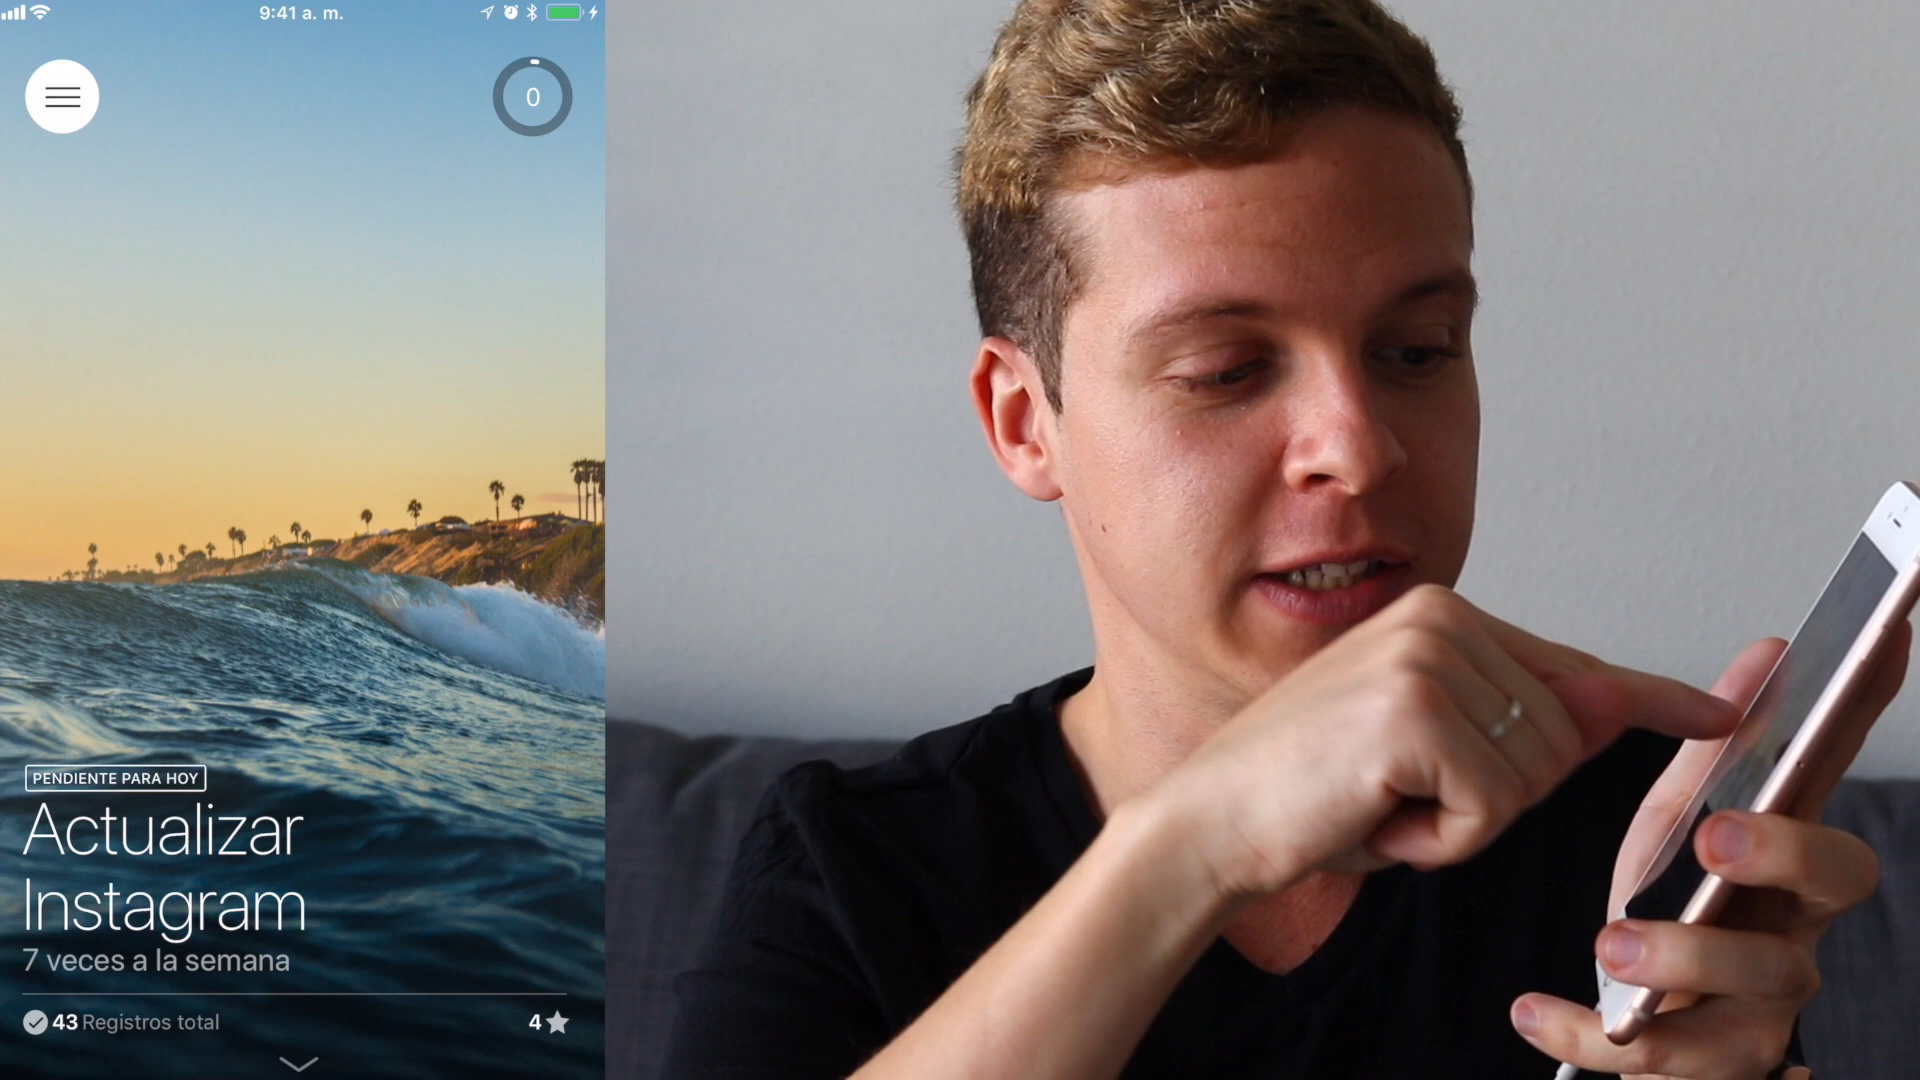 9:41 a. m.
0
PENDIENTE PARA HOY
Actualizar
Instagram
7 veces a la semana
43 Registros total
4